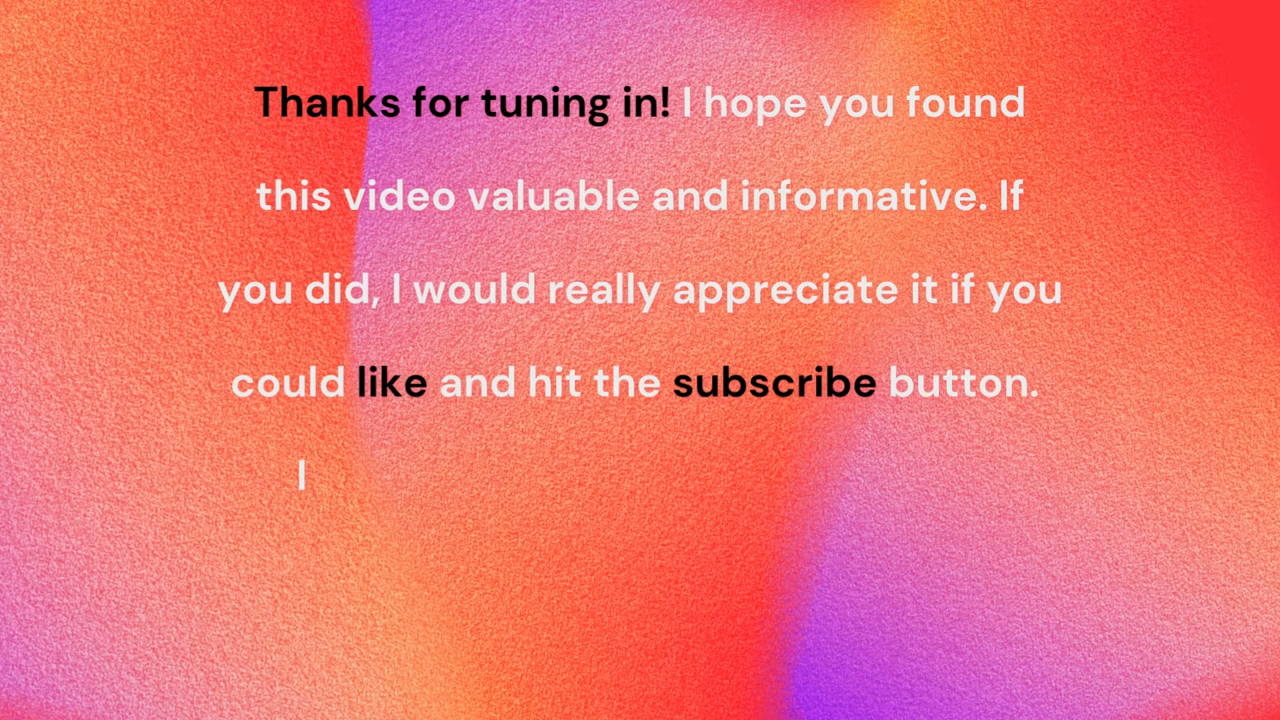 Thanks for tuning in! I hope you found
this video valuable and informative. If
you did, I would really appreciate it if you
could like and hit the subscribe button.
I